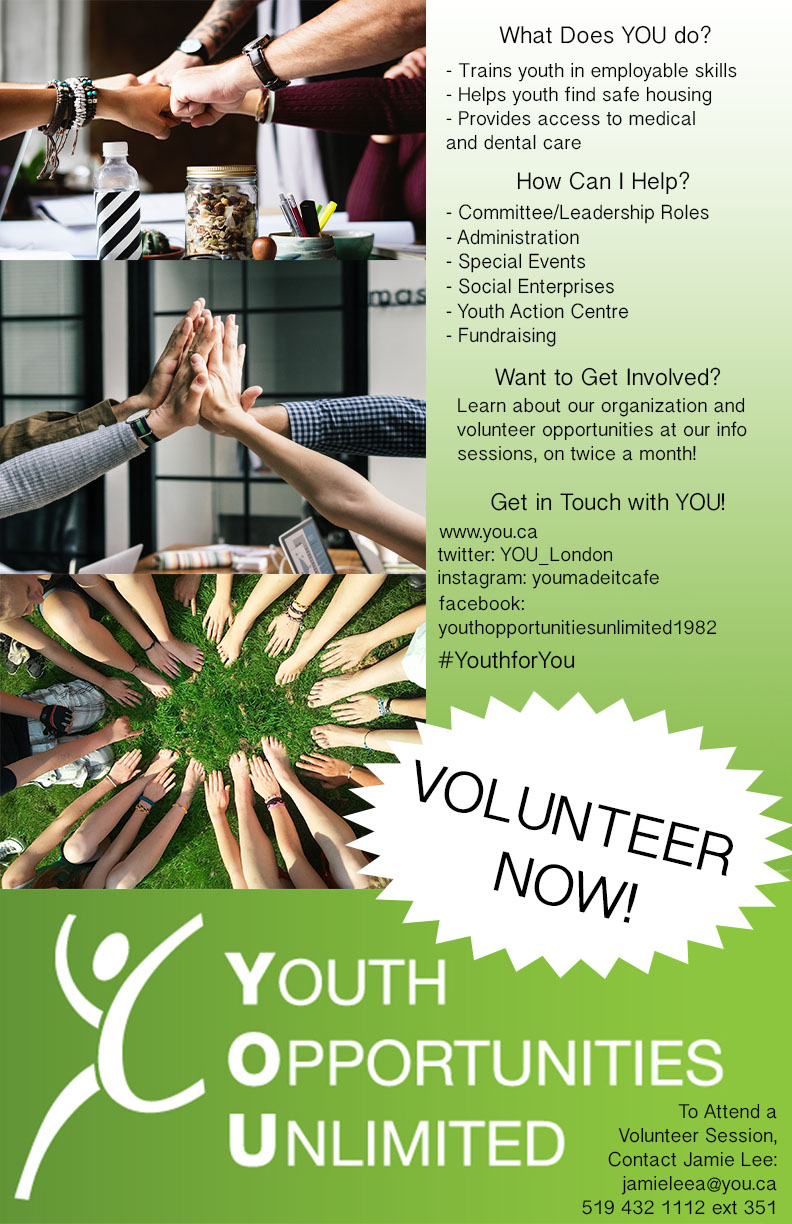 What Does YOU do?
- Trains youth in employable skills
- Helps youth find safe housing
- Provides access to medical
and dental care
How Can I Help?
- Committee/Leadership Roles
- Administration
- Special Events
- Social Enterprises
- Youth Action Centre
- Fundraising
Want to Get Involved?
Learn about our organization and
volunteer opportunities at our info
sessions, on twice a month!
Get in Touch with YOU!
www.you.ca
twitter: YOU_London
instagram: youmadeitcafe
facebook:
youthopportunitiesunlimited1982
#YouthforYou
mas
VOLUNTEER
NOW!
YOUTH
OPPORTUNITIES
UNLIMITED
To Attend a
Volunteer Session,
Contact Jamie Lee:
jamieleea@you.ca
519 432 1112 ext 351